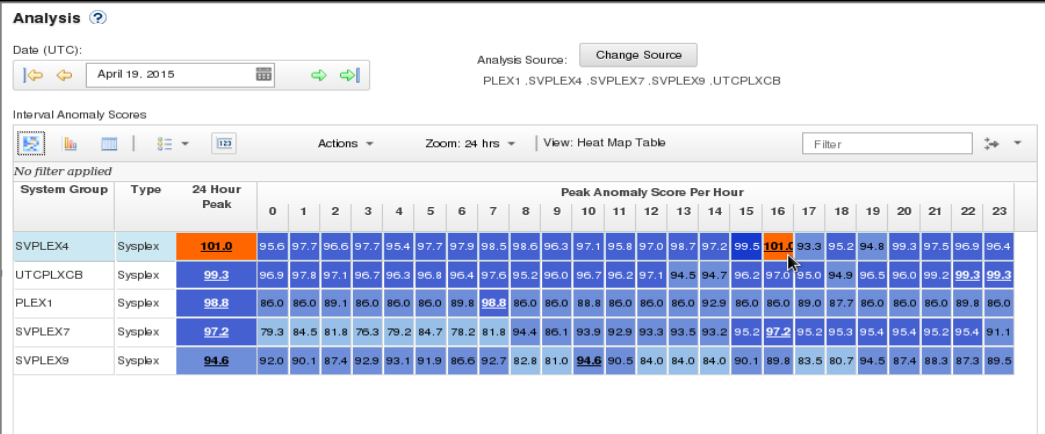 Analysis ?
Date (UTC):
April 19, 2015
Analysis Source: Change Source
PLEX1 ,SVPLEX4 ,SVPLEX7 ,SVPLEX9 ,UTCPLXCB
Interval Anomaly Scores
123 Actions Zoom: 24 hrs View: Heat Map Table Filter
No filter applied
System Group Type 24 Hour Peak Peak Anomaly Score Per Hour
0 1 2 3 4 5 6 7 8 9 10 11 12 13 14 15 16 17 18 19 20 21 22 23
SVPLEX4 Sysplex 101.0 95.6 97.7 96.6 97.7 95.4 97.7 97.9 98.5 98.6 96.3 97.1 95.8 97.0 98.7 97.2 99.5 101.0 93.3 95.2 94.8 99.3 97.5 96.9 96.4
UTCPLXCB Sysplex 99.3 96.9 97.8 97.1 96.7 96.3 96.8 96.4 97.6 95.2 96.0 96.7 96.2 97.1 94.5 94.7 96.2 97.0 95.0 94.9 96.5 96.0 99.2 99.3 99.3
PLEX1 Sysplex 98.8 86.0 86.0 89.1 86.0 86.0 86.0 89.8 98.8 86.0 86.0 88.8 86.0 86.0 86.0 92.9 86.0 86.0 89.0 87.7 86.0 86.0 86.0 89.8 86.0
SVPLEX7 Sysplex 97.2 79.3 84.5 81.8 76.3 79.2 84.7 78.2 81.8 94.4 86.1 93.9 92.9 93.3 93.5 93.2 95.2 97.2 95.2 95.3 95.4 95.4 95.2 95.4 91.1
SVPLEX9 Sysplex 94.6 92.0 90.1 87.4 92.9 93.1 91.9 86.6 92.7 82.8 81.0 94.6 90.5 84.0 84.0 84.0 90.1 89.8 83.5 80.7 94.5 87.4 88.3 87.3 89.5